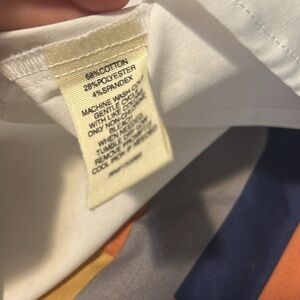 68%COTTON
28%POLYESTER
4%SPANDEX
MACHINE WASH COLD
GENTLE CYCLE
WITH LIKE COLORS
ONLY NON-CHLORINE
BLEACH
WHEN NEEDED
TUMBLE DRY LOW
REMOVE PROMPTLY
COOL IRON IF NEEDED